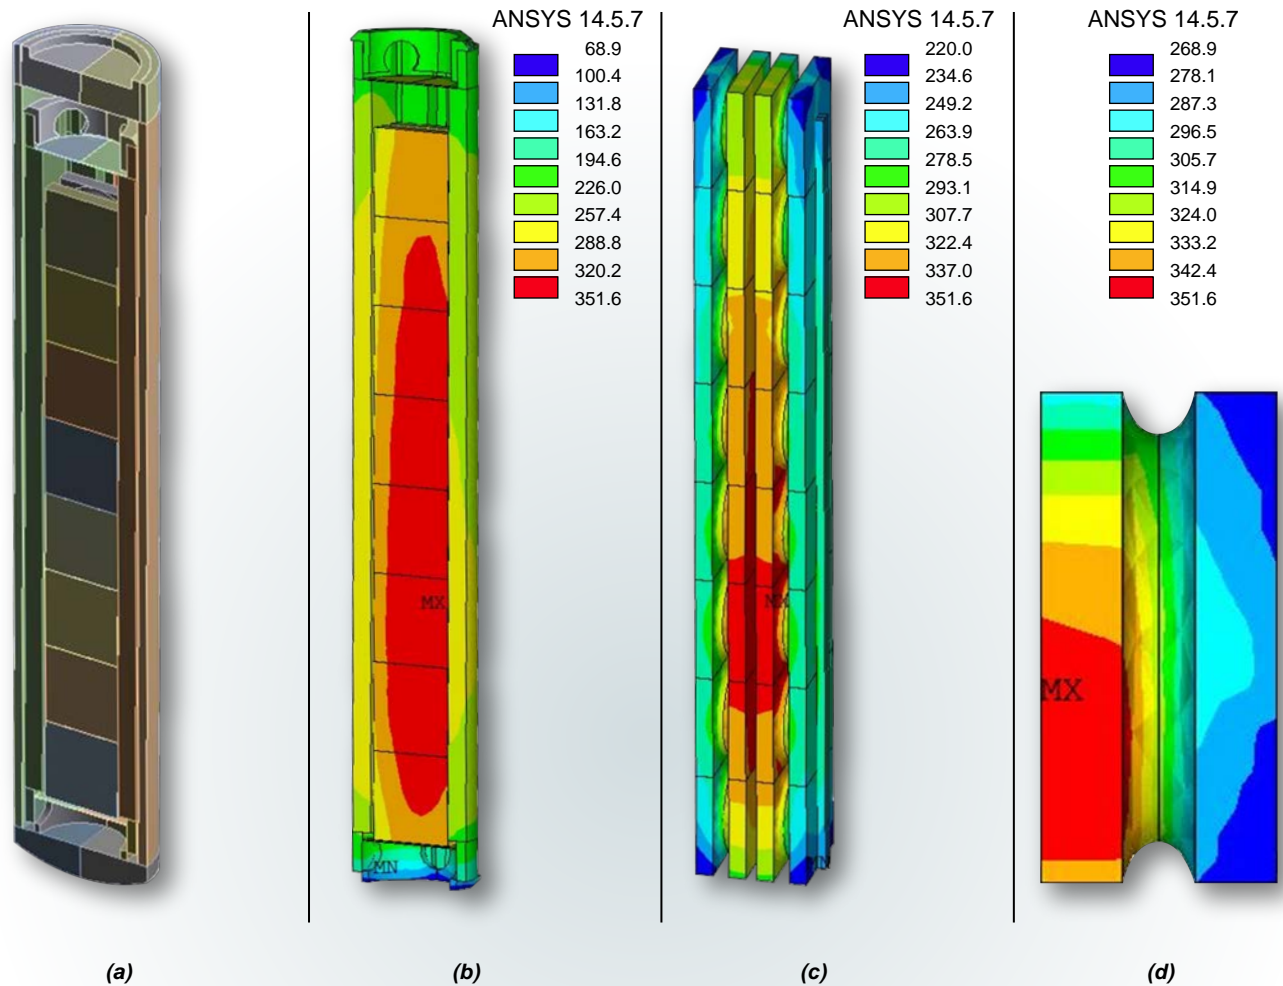 ANSYS 14.5.7
68.9
100.4
131.8
163.2
194.6
226.0
257.4
288.8
320.2
351.6
MX
MN
ANSYS 14.5.7
220.0
234.6
249.2
263.9
278.5
293.1
307.7
322.4
337.0
351.6
MX
MN
ANSYS 14.5.7
268.9
278.1
287.3
296.5
305.7
314.9
324.0
333.2
342.4
351.6
MX
(a)
(b)
(c)
(d)